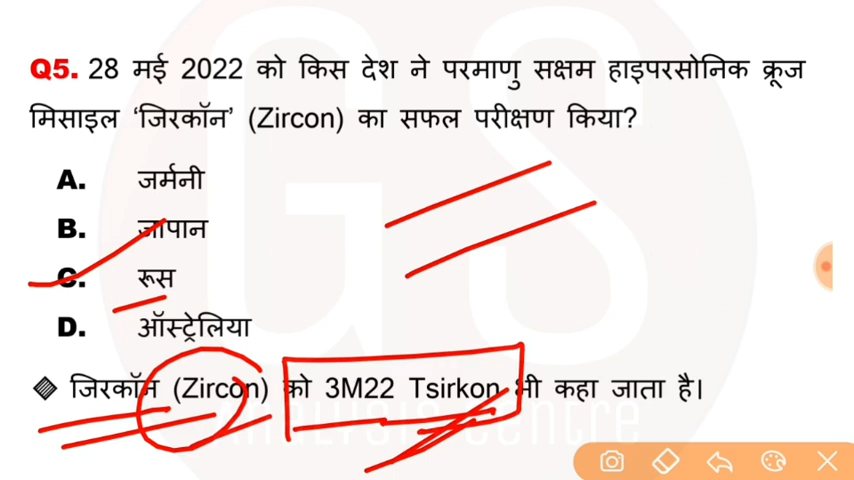 Q5. 28 मई 2022 को किस देश ने परमाणु सक्षम हाइपरसोनिक क्रूज
मिसाइल ‘जिरकॉन’ (Zircon) का सफल परीक्षण किया?
A. जर्मनी
B. जापान
C. रूस
D. ऑस्ट्रेलिया
जिरकॉन (Zircon) को 3M22 Tsirkon भी कहा जाता है।